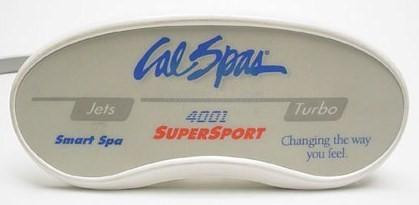 Cal Spas
Jets
4001
Turbo
Smart Spa
SUPERSPORT
Changing the way
you feel.